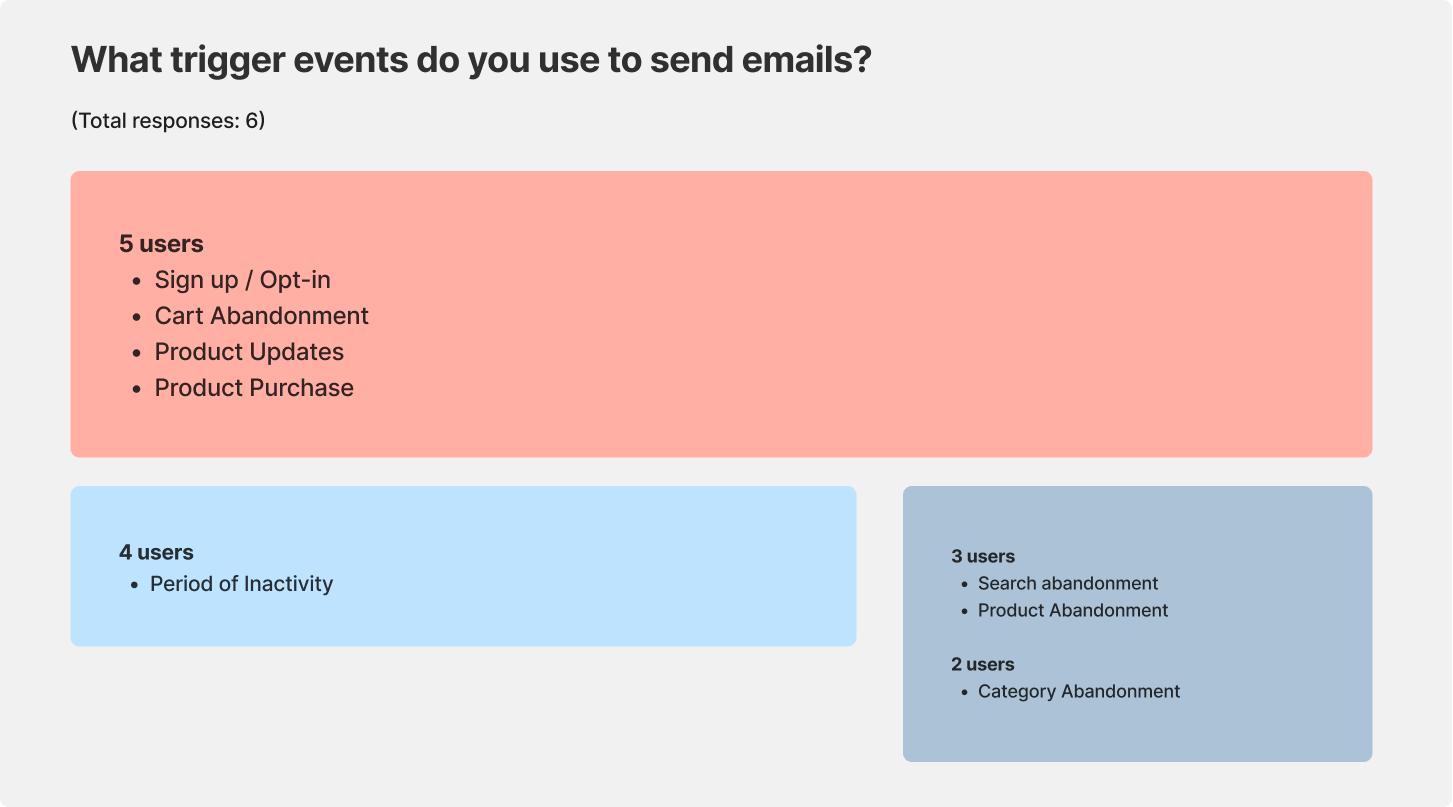 What trigger events do you use to send emails?
(Total responses: 6)
5 users
• Sign up / Opt-in
• Cart Abandonment
• Product Updates
• Product Purchase
4 users
• Period of Inactivity
3 users
• Search abandonment
• Product Abandonment
2 users
• Category Abandonment